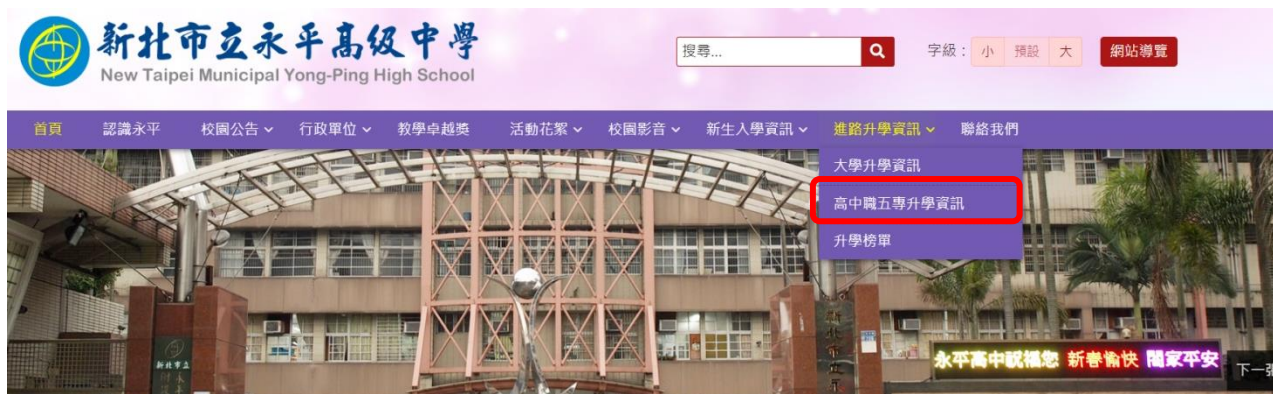 新北市立永平高級中學
New Taipei Municipal Yong-Ping High School
搜尋...
字級： 小 預設 大
網站導覽
首頁 認識永平 校園公告 行政單位 教學卓越獎 活動花絮 校園影音 新生入學資訊 進路升學資訊 聯絡我們
大學升學資訊
高中職五專升學資訊
升學榜單
新北市立
永平高中祝福您 新春愉快 闔家平安
下一張